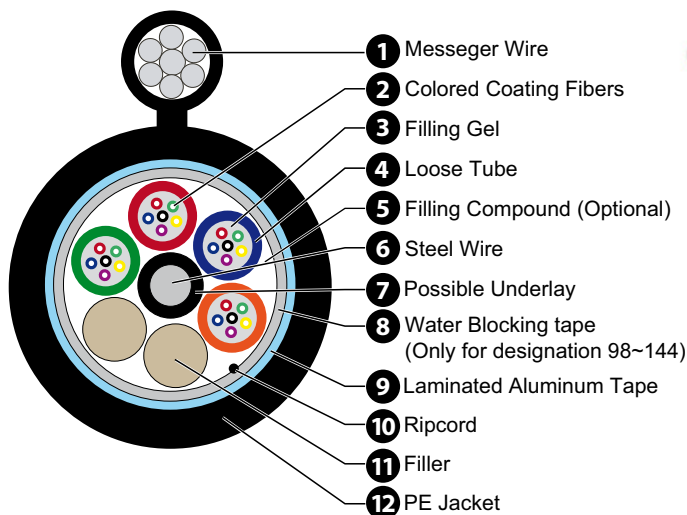 1 Messeger Wire
2 Colored Coating Fibers
3 Filling Gel
4 Loose Tube
5 Filling Compound (Optional)
6 Steel Wire
7 Possible Underlay
8 Water Blocking tape
(Only for designation 98~144)
9 Laminated Aluminum Tape
10 Ripcord
11 Filler
12 PE Jacket